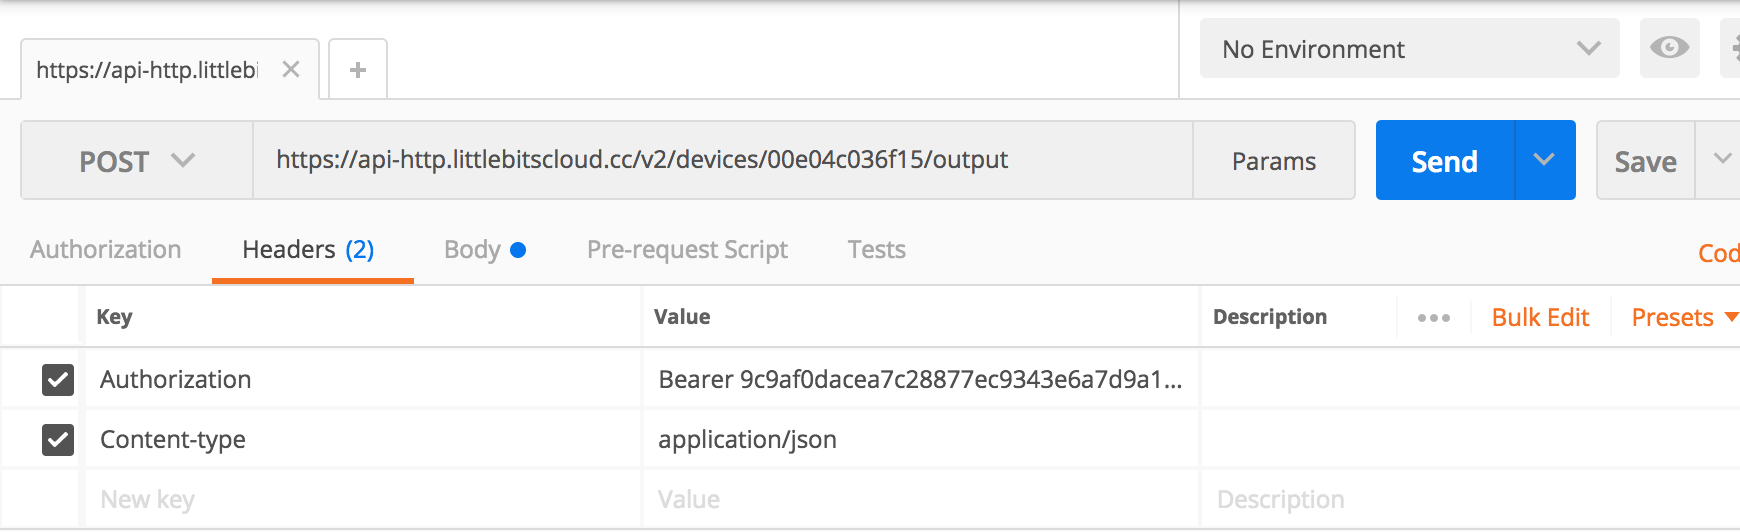 No Environment
https://api-http.littlebi
POST https://api-http.littlebitscloud.cc/v2/devices/00e04c036f15/output Params Send Save
Authorization Headers (2) Body Pre-request Script Tests Cod
Key Value Description Bulk Edit Presets
Authorization Bearer 9c9af0dacea7c28877ec9343e6a7d9a1...
Content-type application/json
New key Value Description